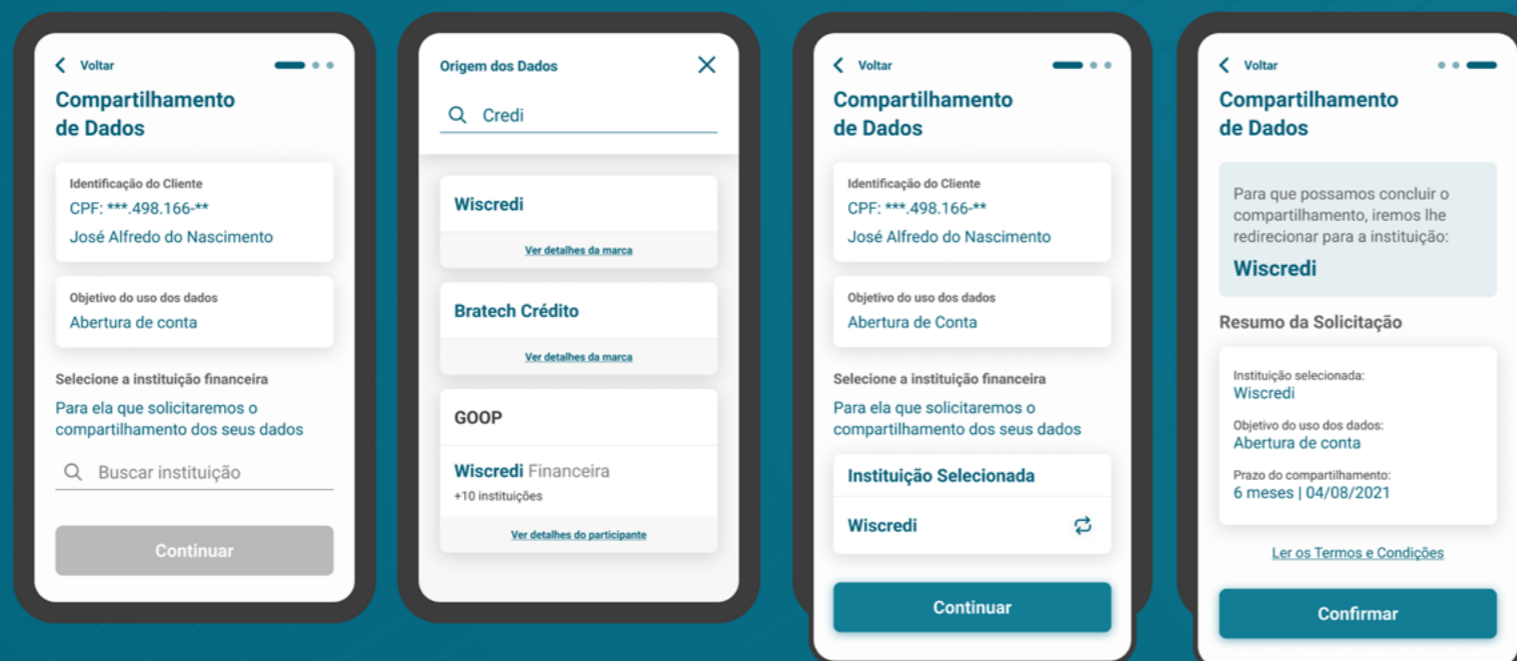 Voltar
Compartilhamento
de Dados
Identificação do Cliente
CPF: ***.498.166-**
José Alfredo do Nascimento
Objetivo do uso dos dados
Abertura de conta
Selecione a instituição financeira
Para ela que solicitaremos o
compartilhamento dos seus dados
Buscar instituição
Continuar
Origem dos Dados
Credi
Wiscredi
Ver detalhes da marca
Bratech Crédito
Ver detalhes da marca
GOOP
Wiscredi Financeira
+10 instituições
Ver detalhes do participante
Voltar
Compartilhamento
de Dados
Identificação do Cliente
CPF: ***.498.166-**
José Alfredo do Nascimento
Objetivo do uso dos dados
Abertura de Conta
Selecione a instituição financeira
Para ela que solicitaremos o
compartilhamento dos seus dados
Instituição Selecionada
Wiscredi
Continuar
Voltar
Compartilhamento
de Dados
Para que possamos concluir o
compartilhamento, iremos lhe
redirecionar para a instituição:
Wiscredi
Resumo da Solicitação
Instituição selecionada:
Wiscredi
Objetivo do uso dos dados:
Abertura de conta
Prazo do compartilhamento:
6 meses | 04/08/2021
Ler os Termos e Condições
Confirmar